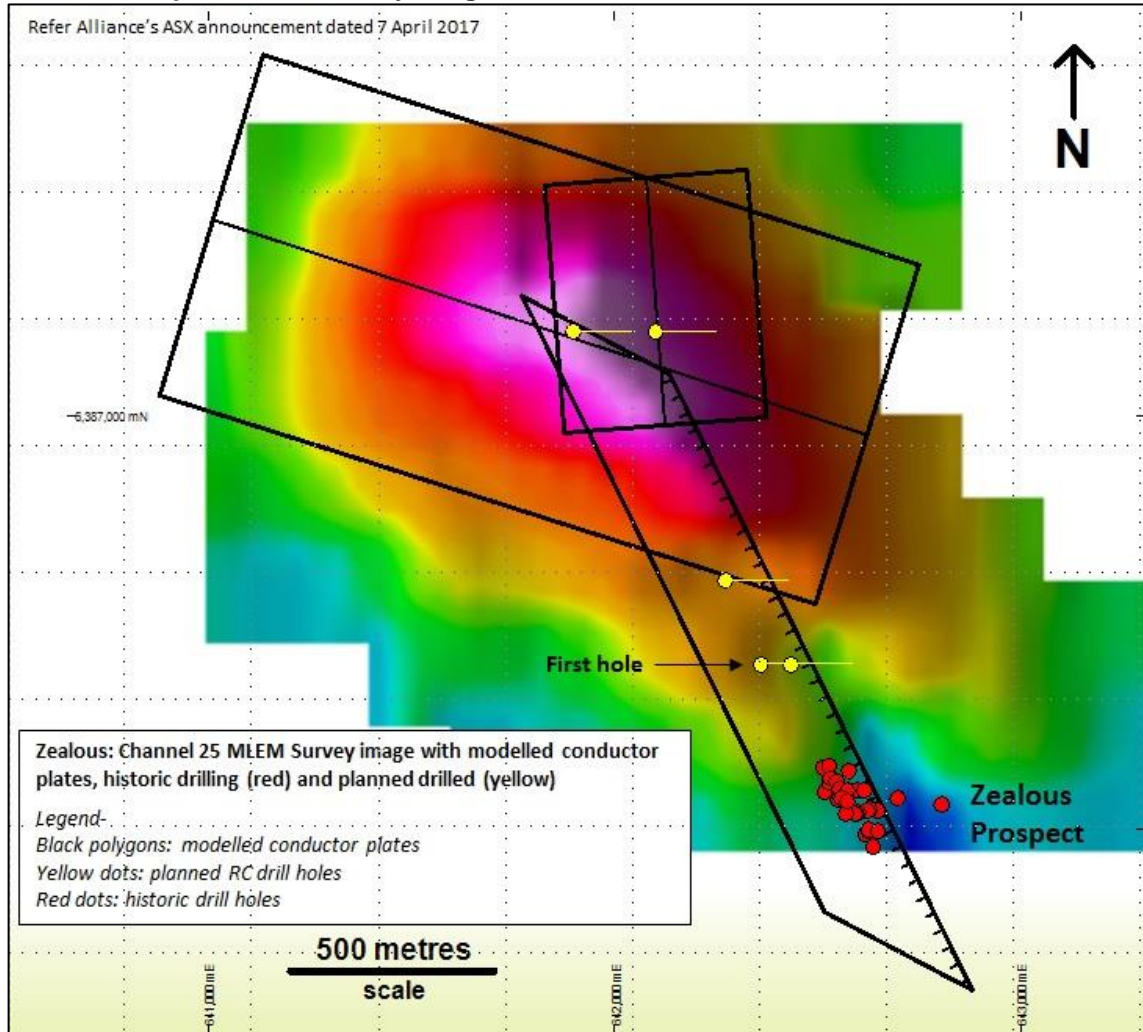 Refer Alliance's ASX announcement dated 7 April 2017
N
6,387,000 mN
First hole
Zealous: Channel 25 MLEM Survey image with modelled conductor
plates, historic drilling (red) and planned drilled (yellow)
Legend-
Black polygons: modelled conductor plates
Yellow dots: planned RC drill holes
Red dots: historic drill holes
Zealous
Prospect
500 metres
scale
641,000 mE
642,000 mE
643,000 mE